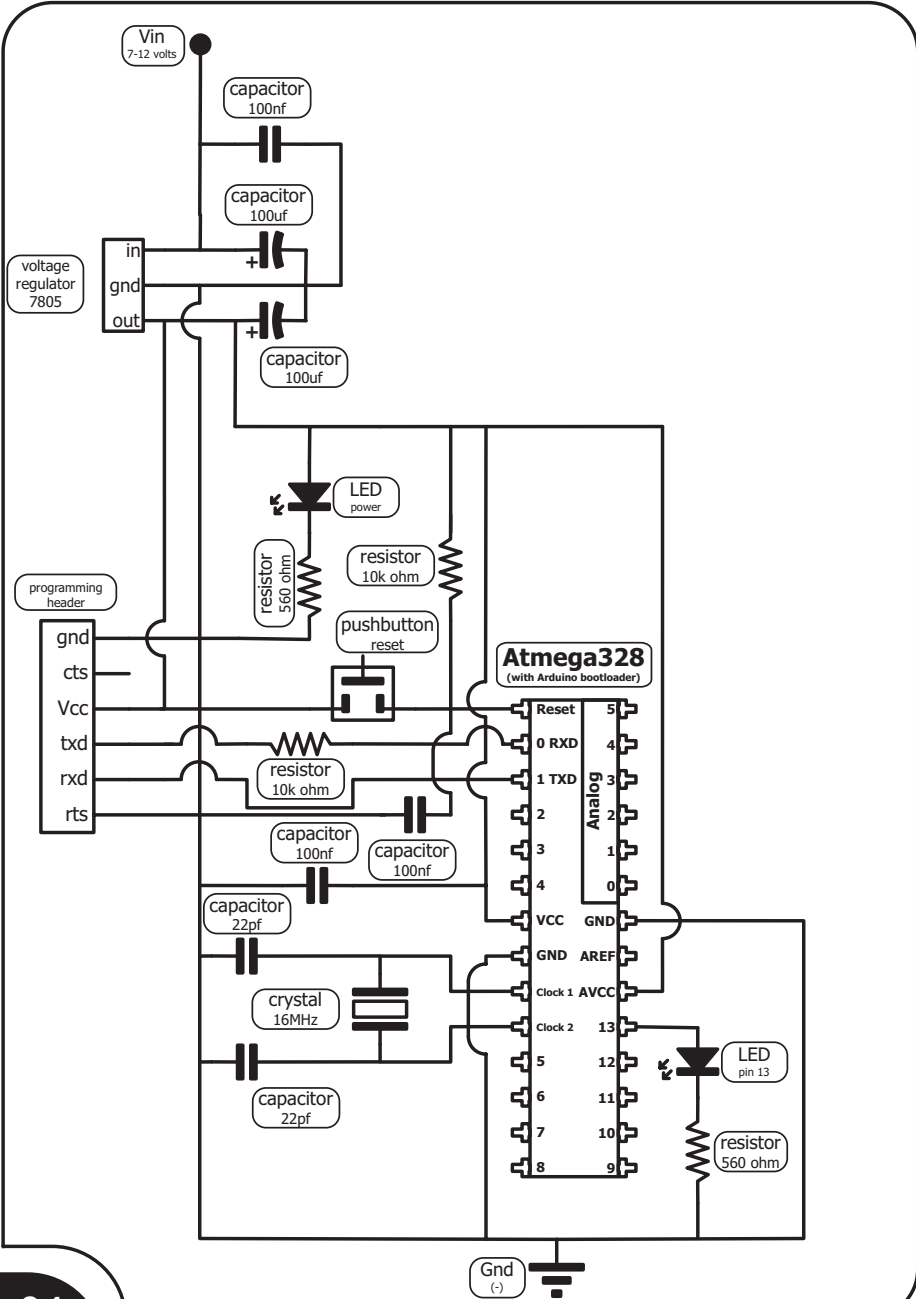 Vin
7-12 volts
capacitor
100nf
capacitor
100uf
voltage
regulator
7805
in
gnd
out
+
+
capacitor
100uf
LED
power
resistor
560 ohm
resistor
10k ohm
programming
header
gnd
cts
Vcc
txd
rxd
rts
pushbutton
reset
resistor
10k ohm
capacitor
100nf
capacitor
100nf
capacitor
22pf
crystal
16MHz
capacitor
22pf
Atmega328
(with Arduino bootloader)
Reset
0 RXD
1 TXD
2
3
4
VCC
GND
Clock 1
Clock 2
5
6
7
8
Analog
5
4
3
2
1
0
GND
AREF
AVCC
13
12
11
10
9
LED
pin 13
resistor
560 ohm
Gnd
(-)